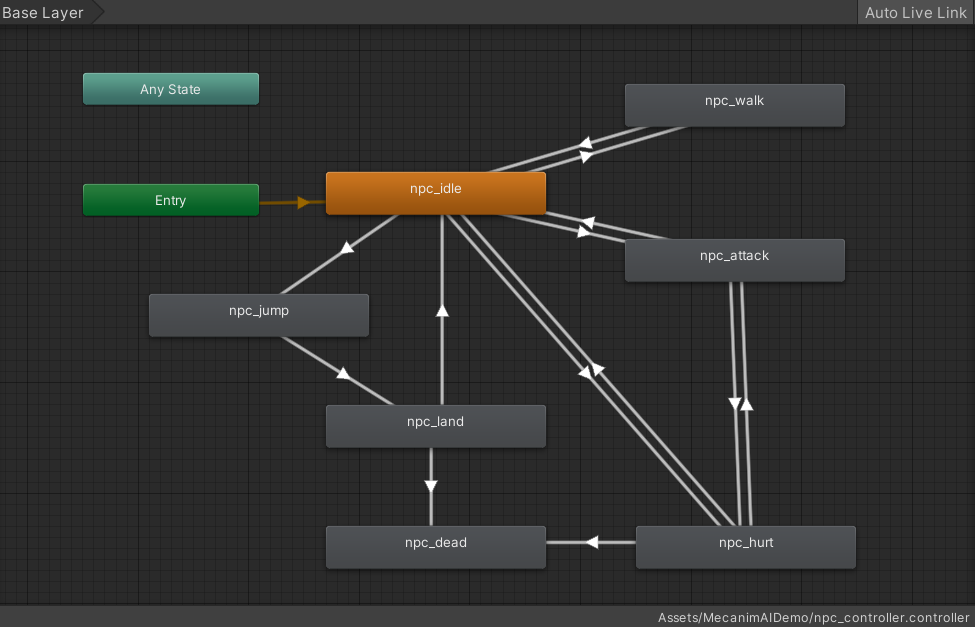 Base Layer
Auto Live Link
Any State
npc_walk
npc_idle
Entry
npc_attack
npc_jump
npc_land
npc_dead
npc_hurt
Assets/MecanimAIDemo/npc_controller.controller